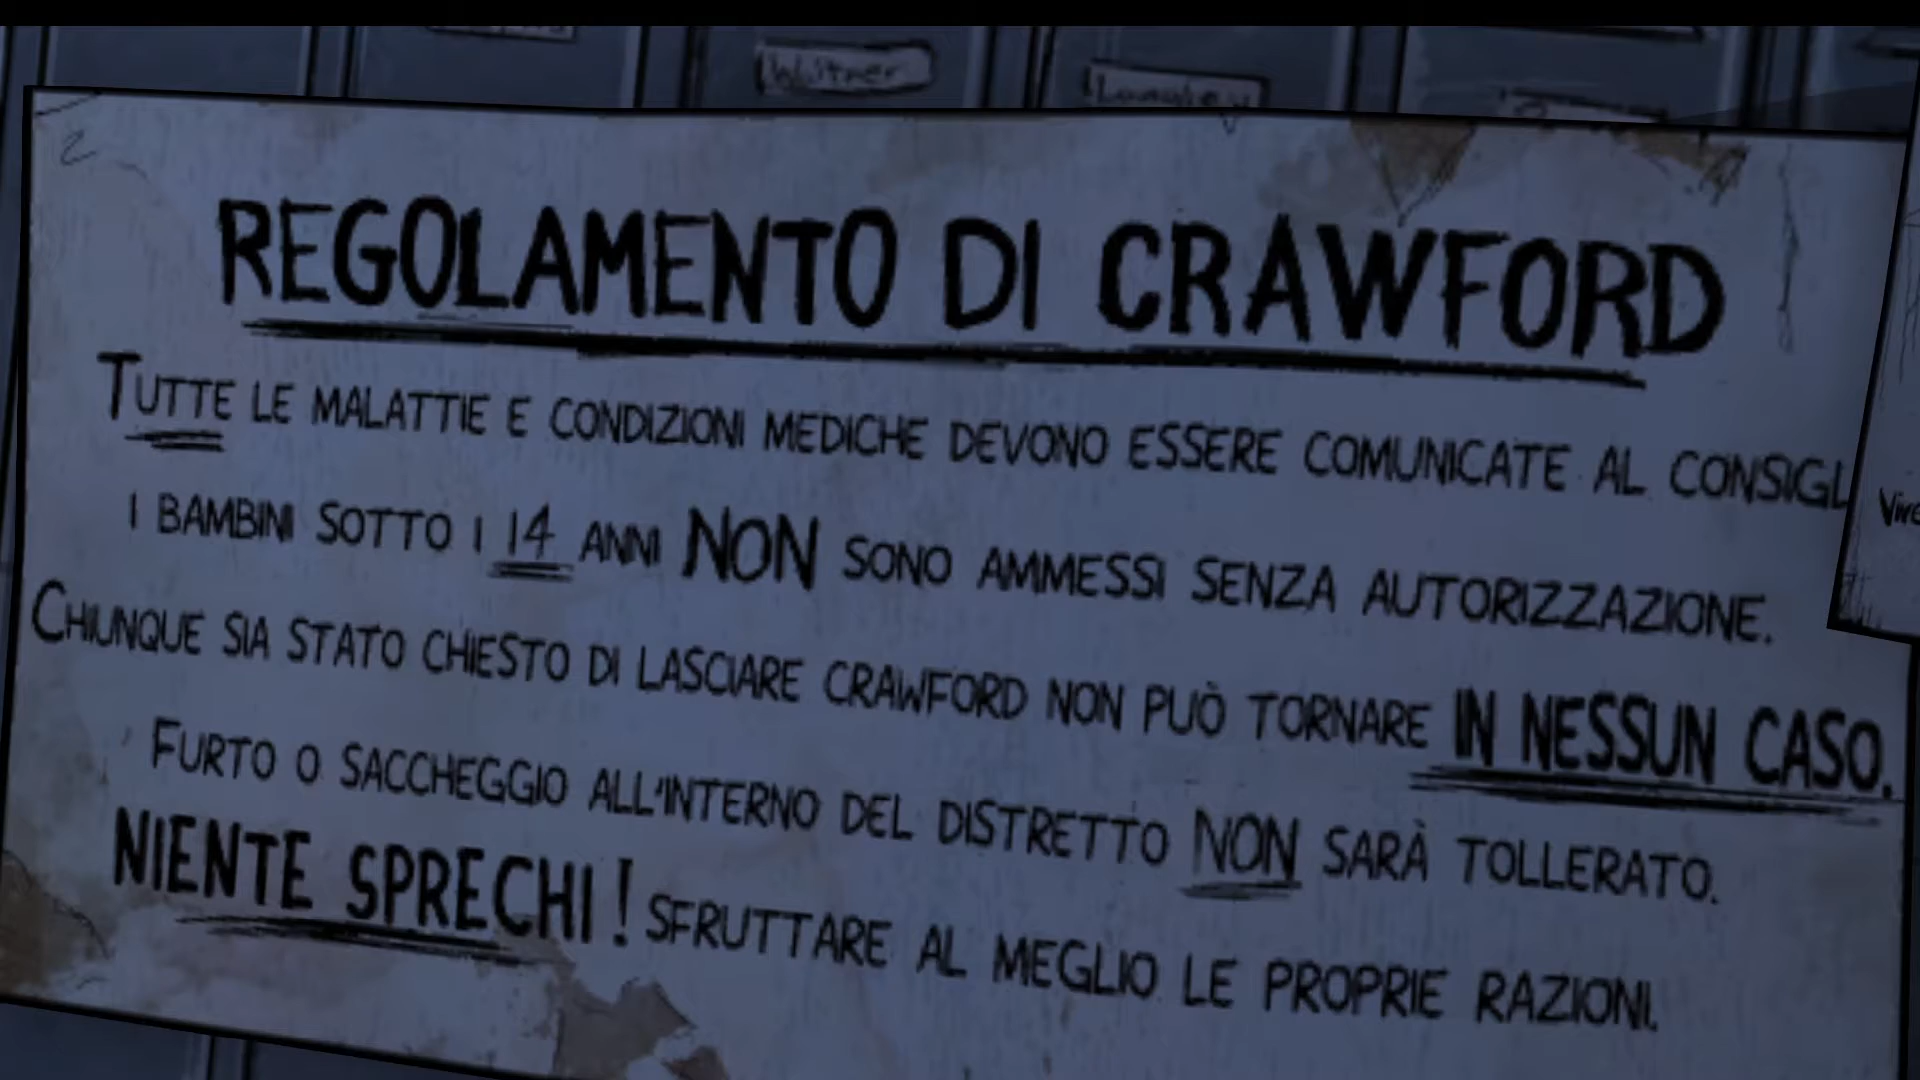 Witner
REGOLAMENTO DI CRAWFORD
TUTTE LE MALATTIE E CONDIZIONI MEDICHE DEVONO ESSERE COMUNICATE AL CONSIGL
I BAMBINI SOTTO I 14 ANNI NON SONO AMMESSI SENZA AUTORIZZAZIONE.
CHIUNQUE SIA STATO CHIESTO DI LASCIARE CRAWFORD NON PUÒ TORNARE IN NESSUN CASO.
FURTO O SACCHEGGIO ALL'INTERNO DEL DISTRETTO NON SARÀ TOLLERATO.
NIENTE SPRECHI! SFRUTTARE AL MEGLIO LE PROPRIE RAZIONI.